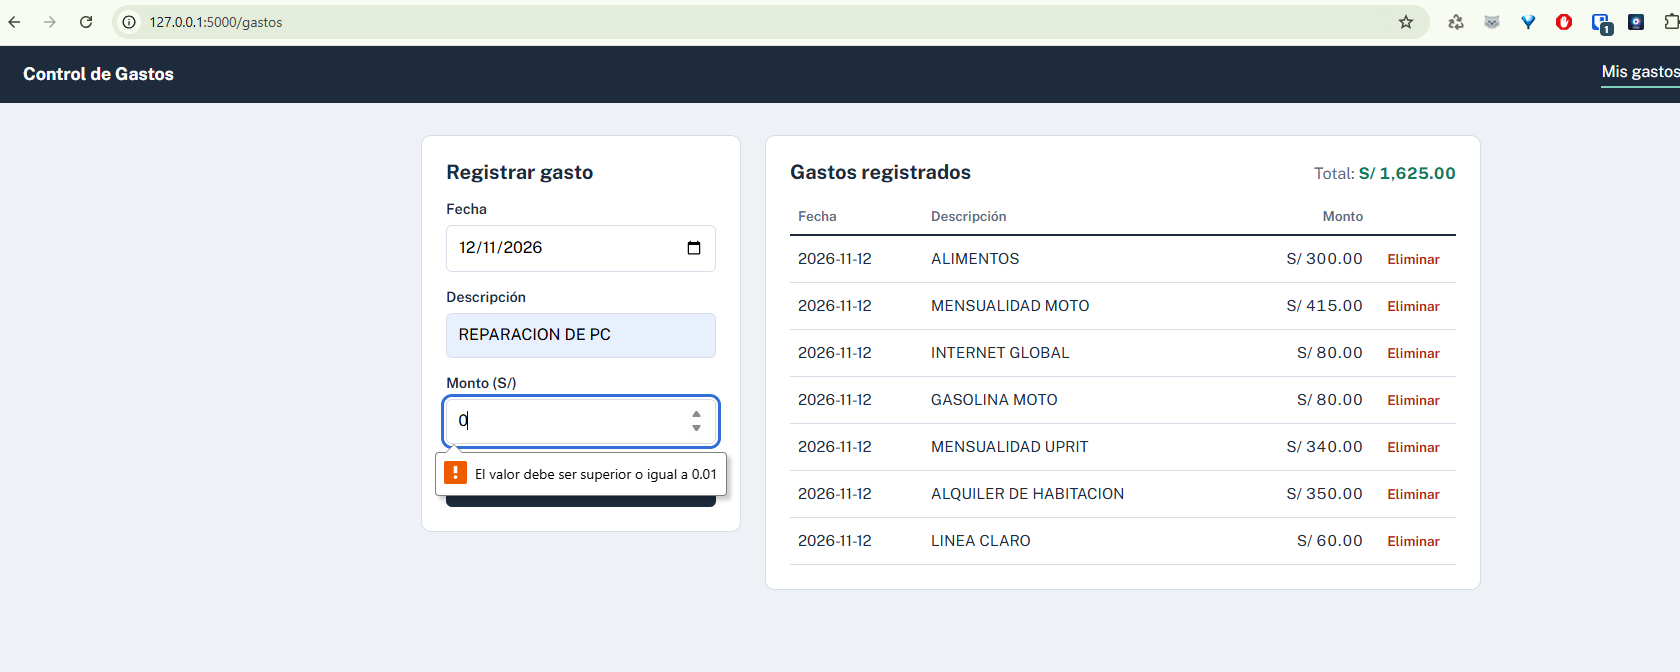 127.0.0.1:5000/gastos
1
Control de Gastos
Mis gastos
Registrar gasto
Fecha
12/11/2026
Descripción
REPARACION DE PC
Monto (S/)
0
! El valor debe ser superior o igual a 0.01
Gastos registrados Total: S/ 1,625.00
Fecha Descripción Monto
2026-11-12 ALIMENTOS S/ 300.00 Eliminar
2026-11-12 MENSUALIDAD MOTO S/ 415.00 Eliminar
2026-11-12 INTERNET GLOBAL S/ 80.00 Eliminar
2026-11-12 GASOLINA MOTO S/ 80.00 Eliminar
2026-11-12 MENSUALIDAD UPRIT S/ 340.00 Eliminar
2026-11-12 ALQUILER DE HABITACION S/ 350.00 Eliminar
2026-11-12 LINEA CLARO S/ 60.00 Eliminar